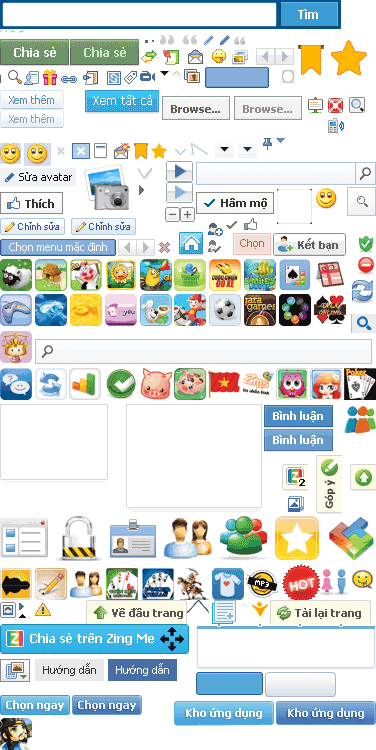 Tìm
Chia sẻ Chia sẻ
Xem thêm Xem tất cả
Browse... Browse...
Xem thêm
Sửa avatar
Thích Hâm mộ
Chỉnh sửa Chỉnh sửa
Chọn menu mặc định Chọn Kết bạn
Bình luận
Bình luận
2
Góp ý
MP3 HOT
Về đầu trang Tải lại trang
Z Chia sẻ trên Zing Me
Hướng dẫn Hướng dẫn
Chọn ngay Chọn ngay
Kho ứng dụng Kho ứng dụng